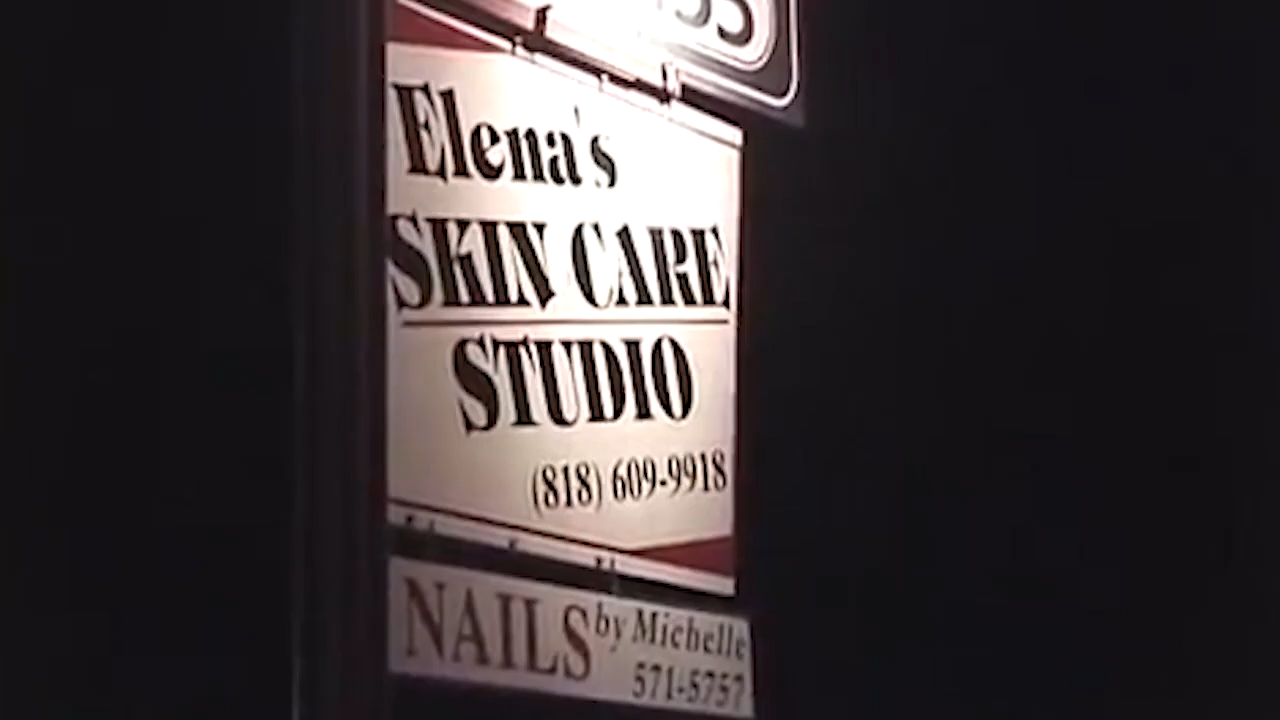 Elena's
SKIN CARE
STUDIO
(818) 609-9918
NAILS by Michelle
571-5757